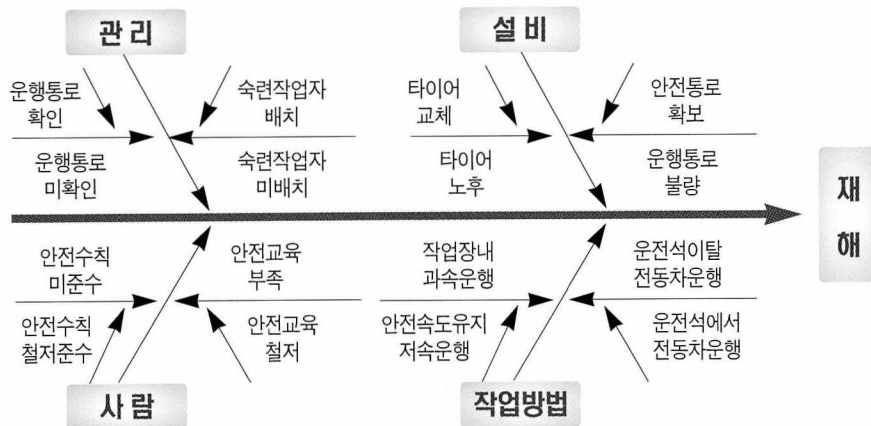 관 리
설 비
운행통로
확인
숙련작업자
배치
타이어
교체
안전통로
확보
운행통로
미확인
숙련작업자
미배치
타이어
노후
운행통로
불량
재
해
안전수칙
미준수
안전교육
부족
작업장내
과속운행
운전석이탈
전동차운행
안전수칙
철저준수
안전교육
철저
안전속도유지
저속운행
운전석에서
전동차운행
사 람
작업방법